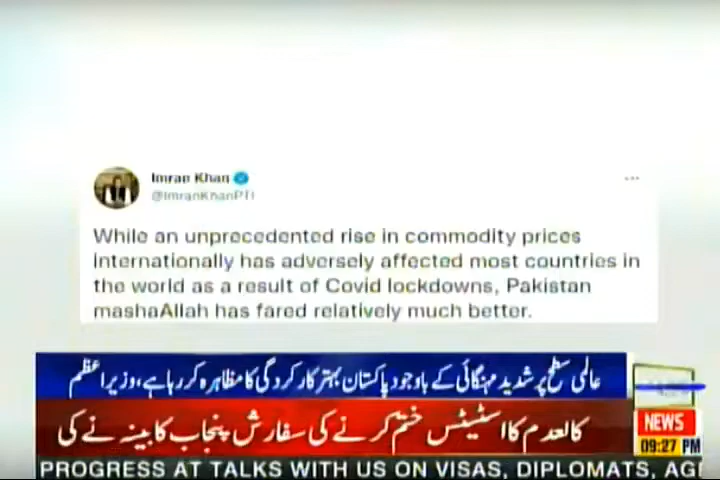 Imran Khan
@ImranKhanPTI
While an unprecedented rise in commodity prices
internationally has adversely affected most countries in
the world as a result of Covid lockdowns, Pakistan
mashaAllah has fared relatively much better.
عالمی سطح پر شدید مہنگائی کے باوجود پاکستان بہتر کارکردگی کا مظاہرہ کر رہا ہے، وزیراعظم
کالعدم کا اسٹیٹس ختم کرنے کی سفارش پنجاب کابینہ نے کی
NEWS
09:27 PM
PROGRESS AT TALKS WITH US ON VISAS, DIPLOMATS, AGE